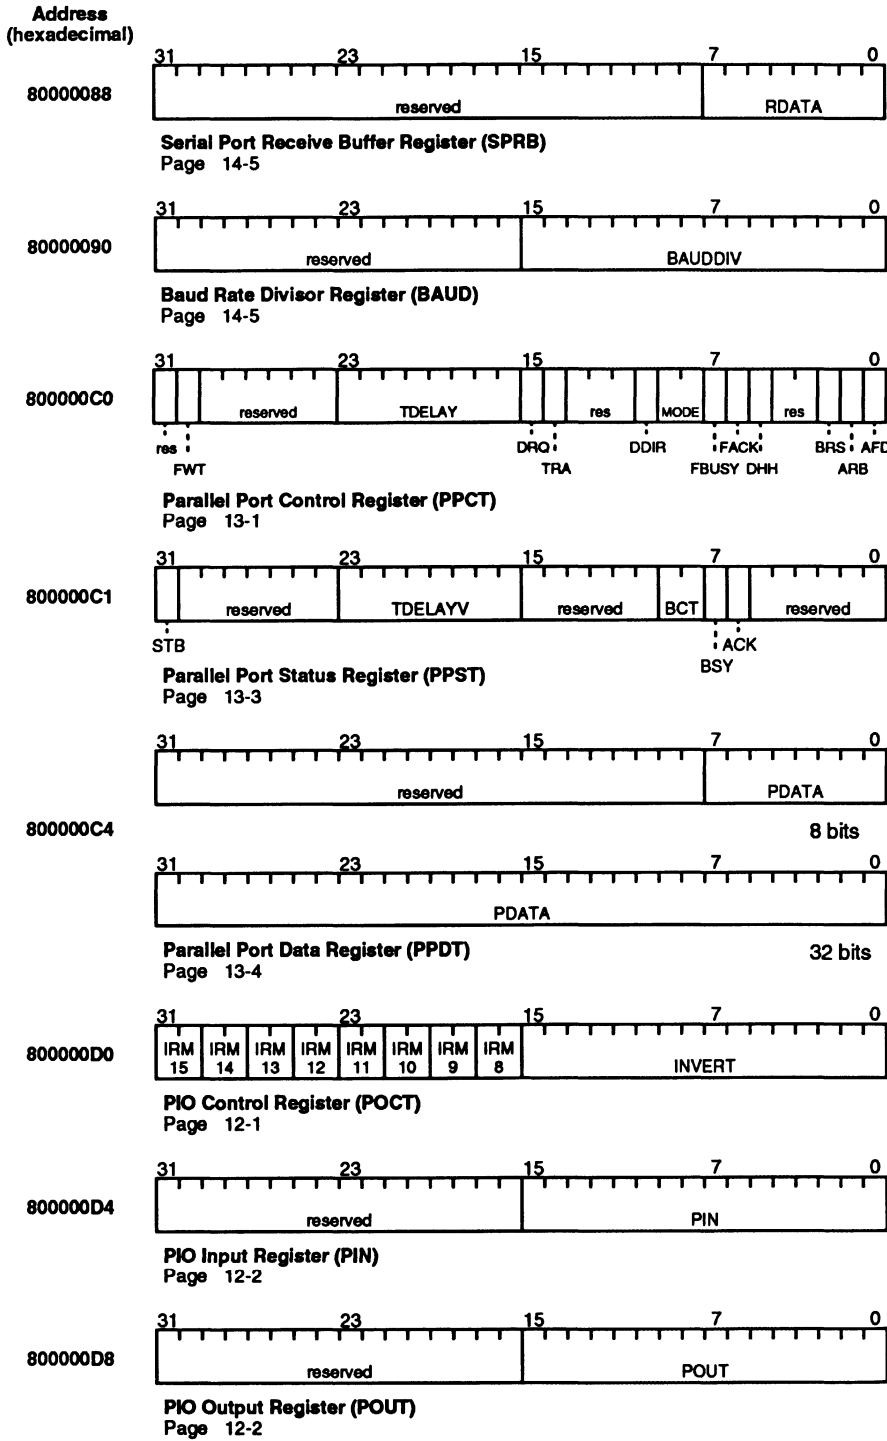 Address
(hexadecimal)
31 23 15 7 0
80000088
reserved RDATA
Serial Port Receive Buffer Register (SPRB)
Page 14-5
31 23 15 7 0
80000090
reserved BAUDDIV
Baud Rate Divisor Register (BAUD)
Page 14-5
31 23 15 7 0
800000C0
reserved TDELAY res MODE res
res DRQ DDIR FACK BRS AFD
FWT TRA FBUSY DHH ARB
Parallel Port Control Register (PPCT)
Page 13-1
31 23 15 7 0
800000C1
reserved TDELAYV reserved BCT reserved
STB ACK
BSY
Parallel Port Status Register (PPST)
Page 13-3
31 23 15 7 0
reserved PDATA
800000C4 8 bits
31 23 15 7 0
PDATA
Parallel Port Data Register (PPDT) 32 bits
Page 13-4
31 23 15 7 0
800000D0
IRM IRM IRM IRM IRM IRM IRM IRM INVERT
15 14 13 12 11 10 9 8
PIO Control Register (POCT)
Page 12-1
31 23 15 7 0
800000D4
reserved PIN
PIO Input Register (PIN)
Page 12-2
31 23 15 7 0
800000D8
reserved POUT
PIO Output Register (POUT)
Page 12-2